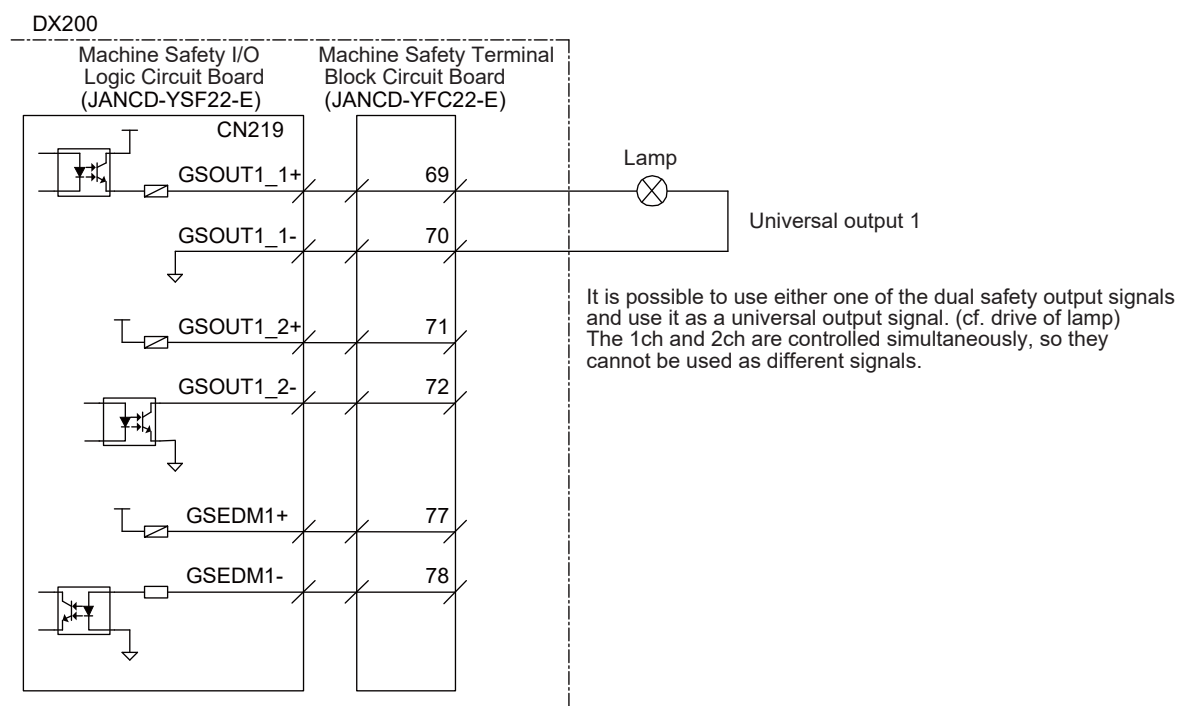 DX200
Machine Safety I/O
Logic Circuit Board
(JANCD-YSF22-E)
Machine Safety Terminal
Block Circuit Board
(JANCD-YFC22-E)
CN219
GSOUT1_1+
69
Lamp
GSOUT1_1-
70
Universal output 1
It is possible to use either one of the dual safety output signals
and use it as a universal output signal. (cf. drive of lamp)
The 1ch and 2ch are controlled simultaneously, so they
cannot be used as different signals.
GSOUT1_2+
71
GSOUT1_2-
72
GSEDM1+
77
GSEDM1-
78